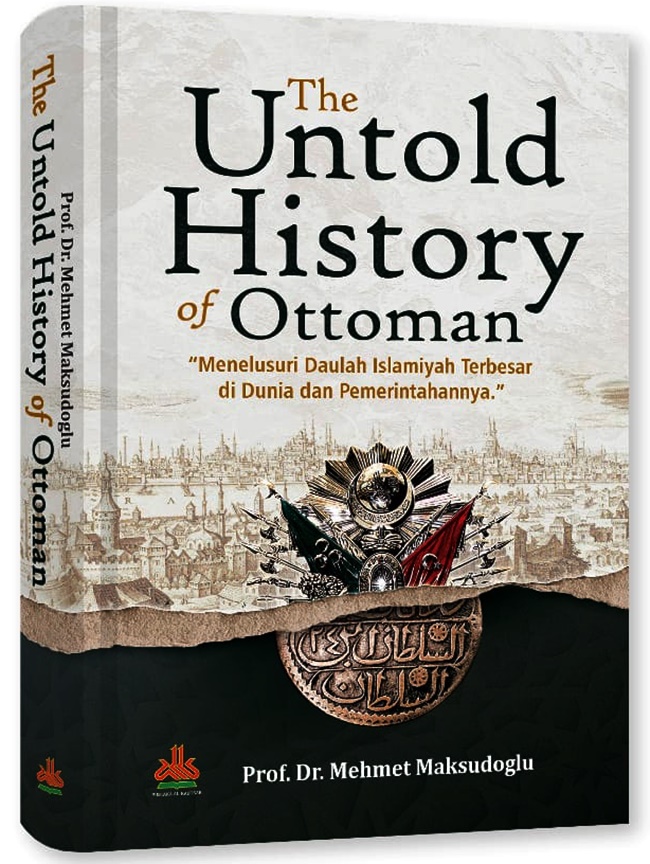 The
Untold
History
of Ottoman
“Menelusuri Daulah Islamiyah Terbesar
di Dunia dan Pemerintahannya.”
Prof. Dr. Mehmet Maksudoglu
The Untold History of Ottoman
Prof. Dr. Mehmet Maksudoglu